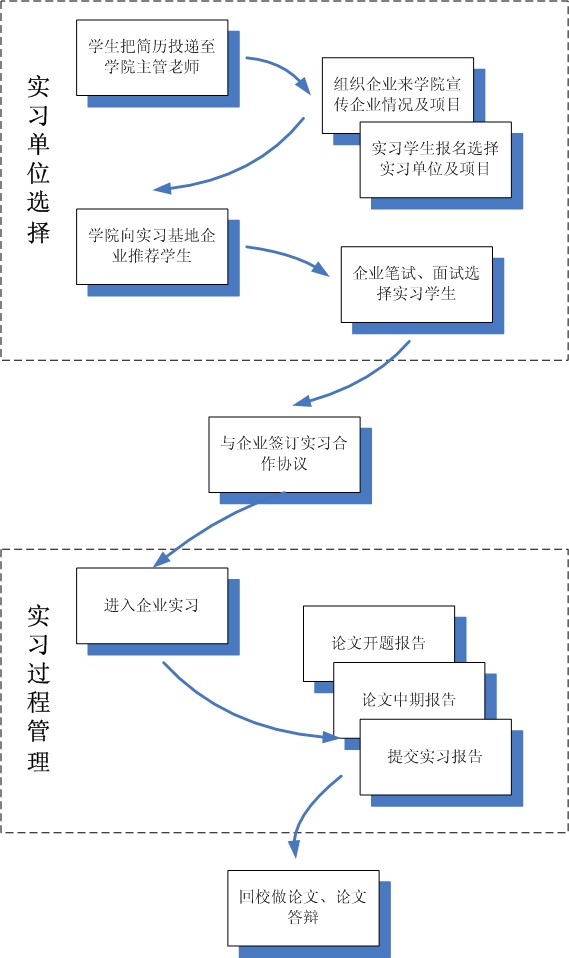 实习单位选择
学生把简历投递至
学院主管老师
组织企业来学院宣
传企业情况及项目
实习学生报名选择
实习单位及项目
学院向实习基地企
业推荐学生
企业笔试、面试选
择实习学生
与企业签订实习合
作协议
实习过程管理
进入企业实习
论文开题报告
论文中期报告
提交实习报告
回校做论文、论文
答辩